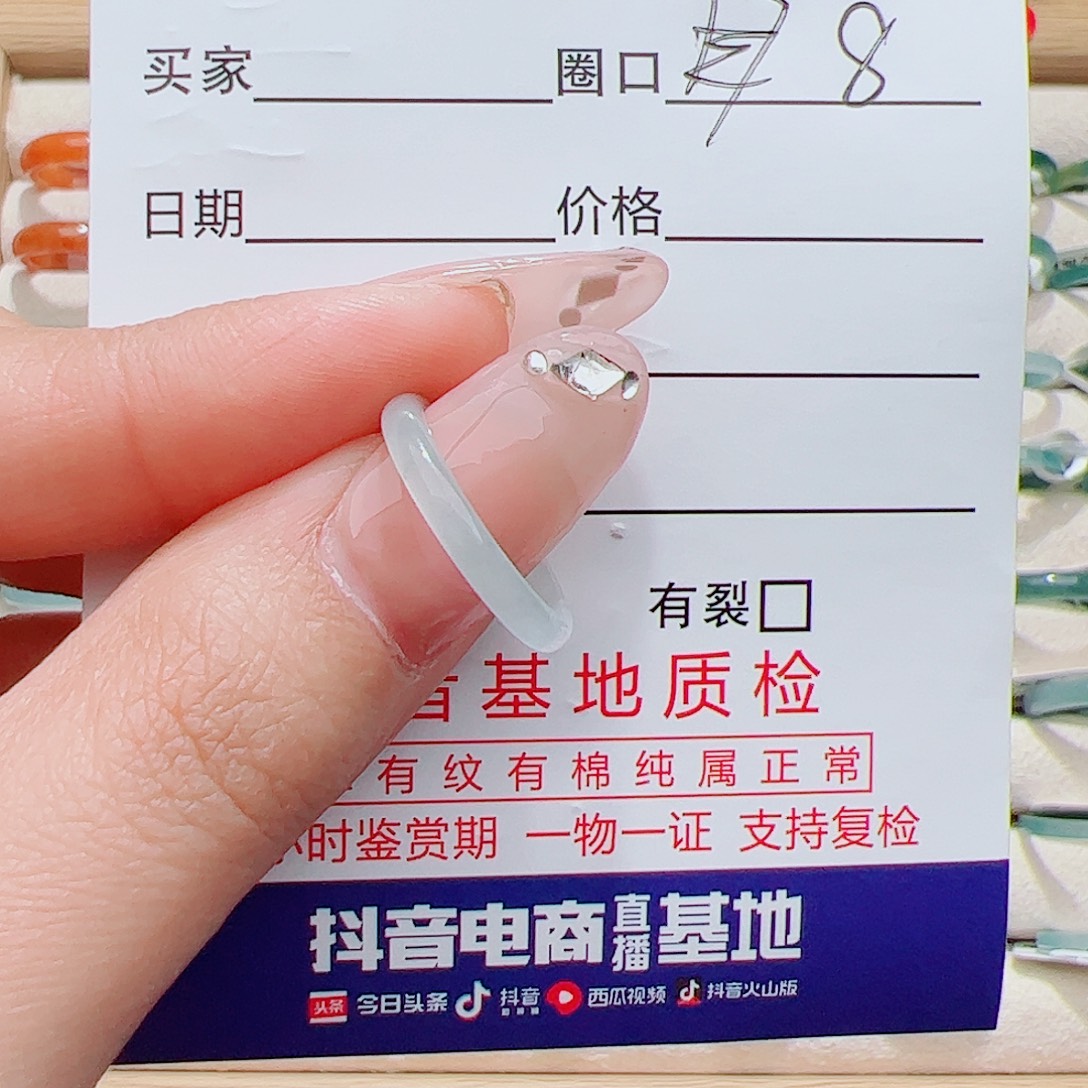 买家 圈口 8
日期 价格
有裂
基地质检
有纹有棉纯属正常
小时鉴赏期 一物一证 支持复检
抖音电商直播基地
头条 今日头条 抖音 西瓜视频 抖音火山版